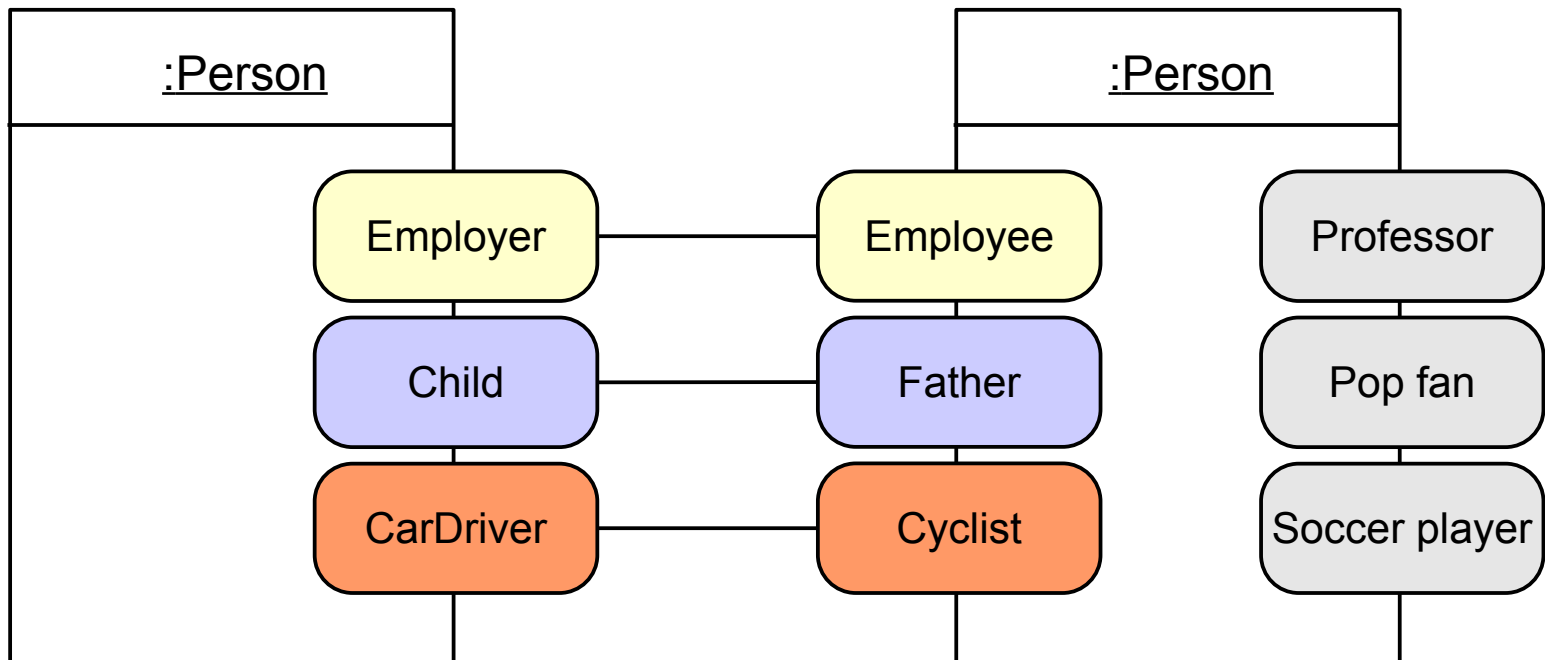 :Person
:Person
Employer
Employee
Professor
Child
Father
Pop fan
CarDriver
Cyclist
Soccer player